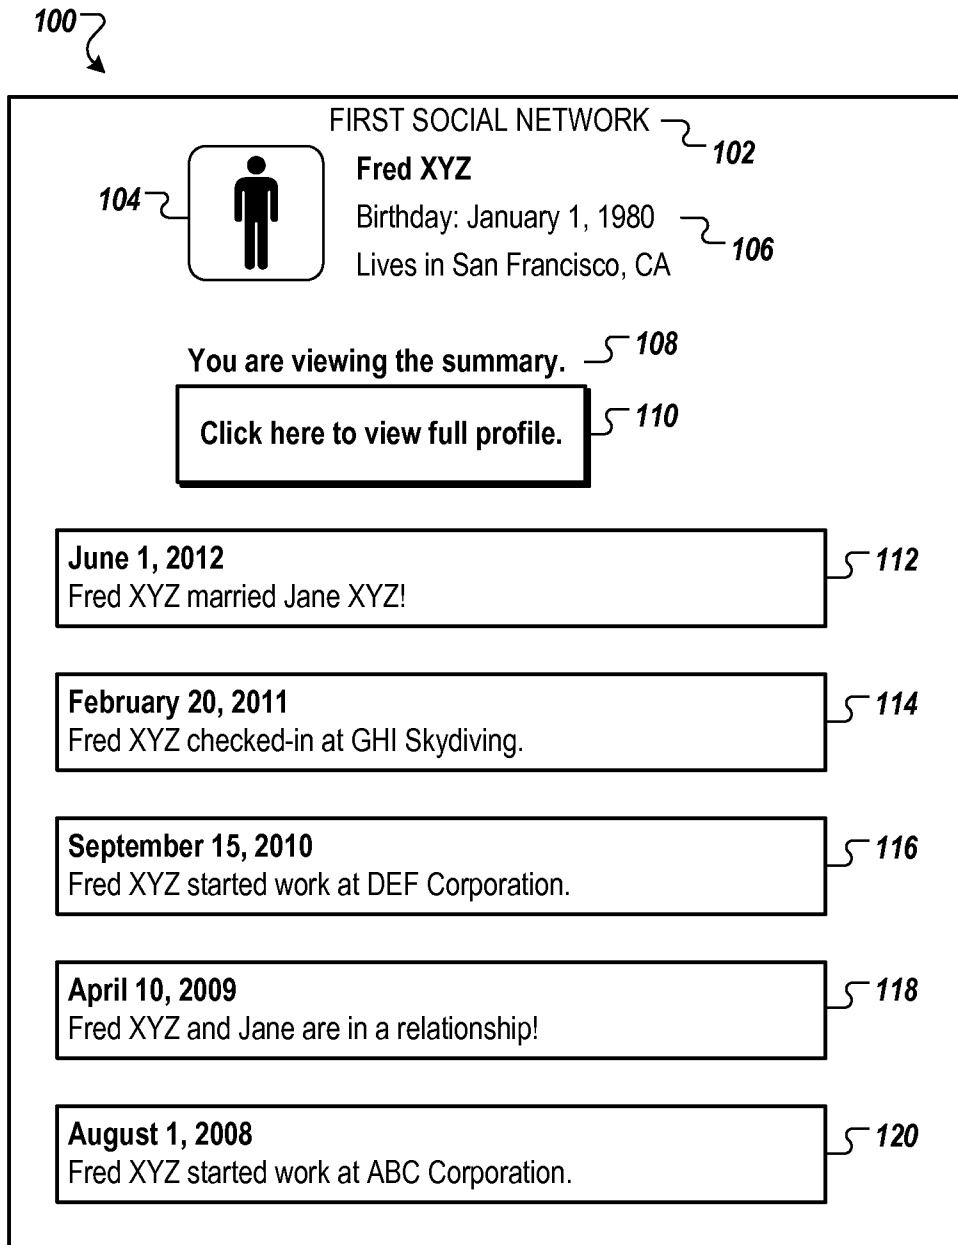 100
FIRST SOCIAL NETWORK
102
Fred XYZ
104
Birthday: January 1, 1980
106
Lives in San Francisco, CA
You are viewing the summary.
108
Click here to view full profile.
110
June 1, 2012
112
Fred XYZ married Jane XYZ!
February 20, 2011
114
Fred XYZ checked-in at GHI Skydiving.
September 15, 2010
116
Fred XYZ started work at DEF Corporation.
April 10, 2009
118
Fred XYZ and Jane are in a relationship!
August 1, 2008
120
Fred XYZ started work at ABC Corporation.